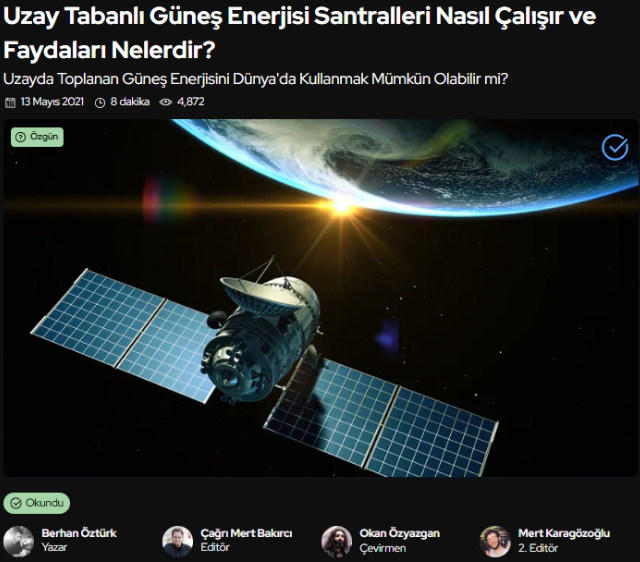 Uzay Tabanlı Güneş Enerjisi Santralleri Nasıl Çalışır ve
Faydaları Nelerdir?
Uzayda Toplanan Güneş Enerjisini Dünya'da Kullanmak Mümkün Olabilir mi?
13 Mayıs 2021 8 dakika 4,872
Özgün
Okundu
Berhan Öztürk Çağrı Mert Bakırcı Okan Özyazgan Mert Karagözoğlu
Yazar Editör Çevirmen 2. Editör